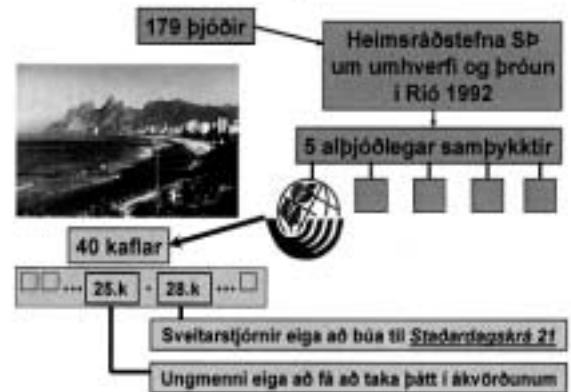 179 þjóðir
Heimsráðstefna SÞ
um umhverfi og þróun
í Ríó 1992
5 alþjóðlegar samþykktir
40 kaflar
... 25.k - 28.k ...
Sveitarstjórnir eiga að búa til Staðardagskrá 21
Ungmenni eiga að fá að taka þátt í ákvörðunum